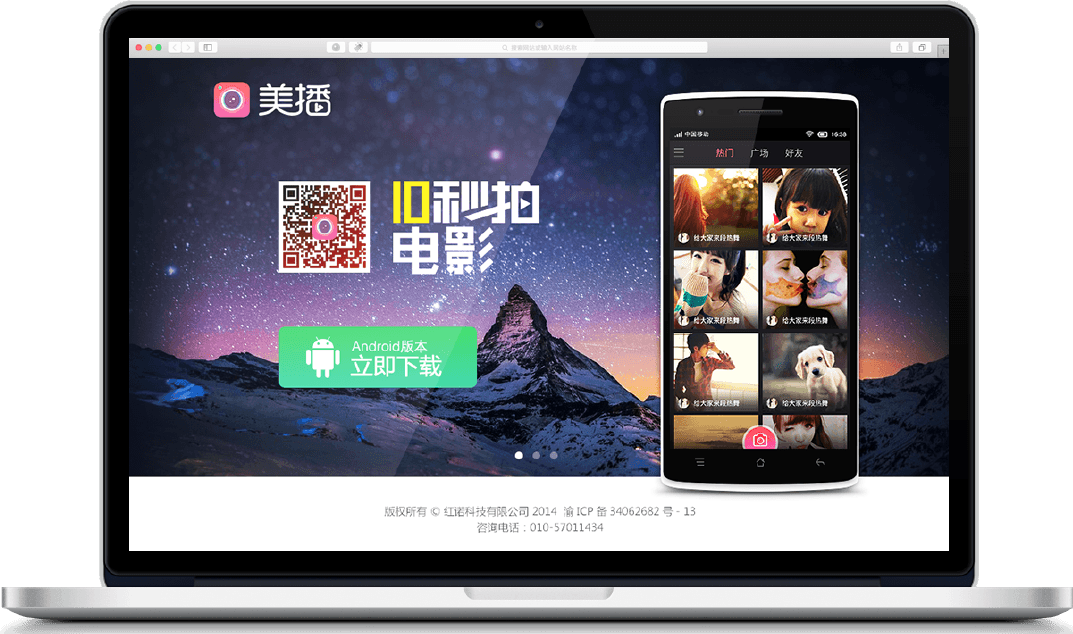 美播
10秒拍
电影
Android版本
立即下载
中国移动
16:38
热门 广场 好友
给大家来段热舞
给大家来段热舞
给大家来段热舞
给大家来段热舞
给大家来段热舞
给大家来段热舞
版权所有 © 红诺科技有限公司 2014 渝 ICP 备 34062682 号 - 13
咨询电话：010-57011434